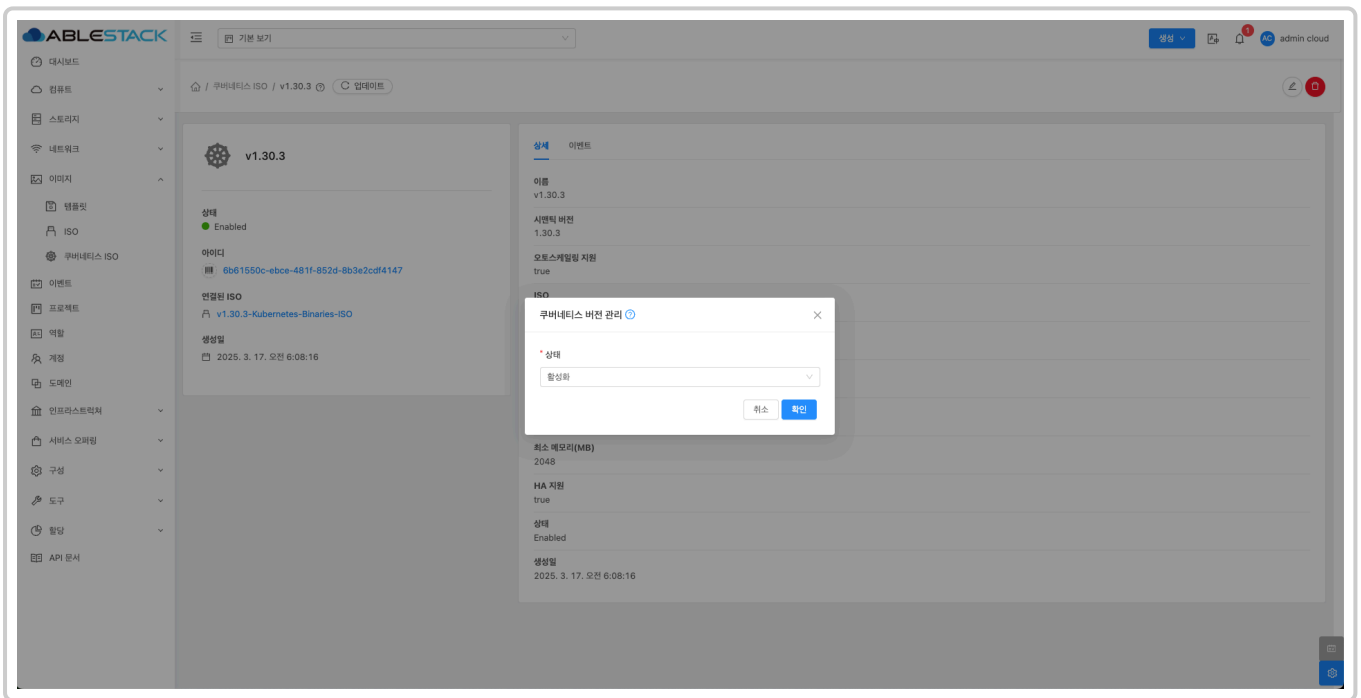 ABLESTACK
기본 보기
생성
1
AC
admin cloud
대시보드
컴퓨트
스토리지
네트워크
이미지
템플릿
ISO
쿠버네티스 ISO
이벤트
프로젝트
역할
계정
도메인
인프라스트럭쳐
서비스 오퍼링
구성
도구
할당
API 문서
/ 쿠버네티스 ISO / v1.30.3
업데이트
v1.30.3
상태
Enabled
아이디
6b61550c-ebce-481f-852d-8b3e2cdf4147
연결된 ISO
v1.30.3-Kubernetes-Binaries-ISO
생성일
2025. 3. 17. 오전 6:08:16
상세
이벤트
이름
v1.30.3
시맨틱 버전
1.30.3
오토스케일링 지원
true
ISO
쿠버네티스 버전 관리
* 상태
활성화
취소
확인
최소 메모리(MB)
2048
HA 지원
true
상태
Enabled
생성일
2025. 3. 17. 오전 6:08:16